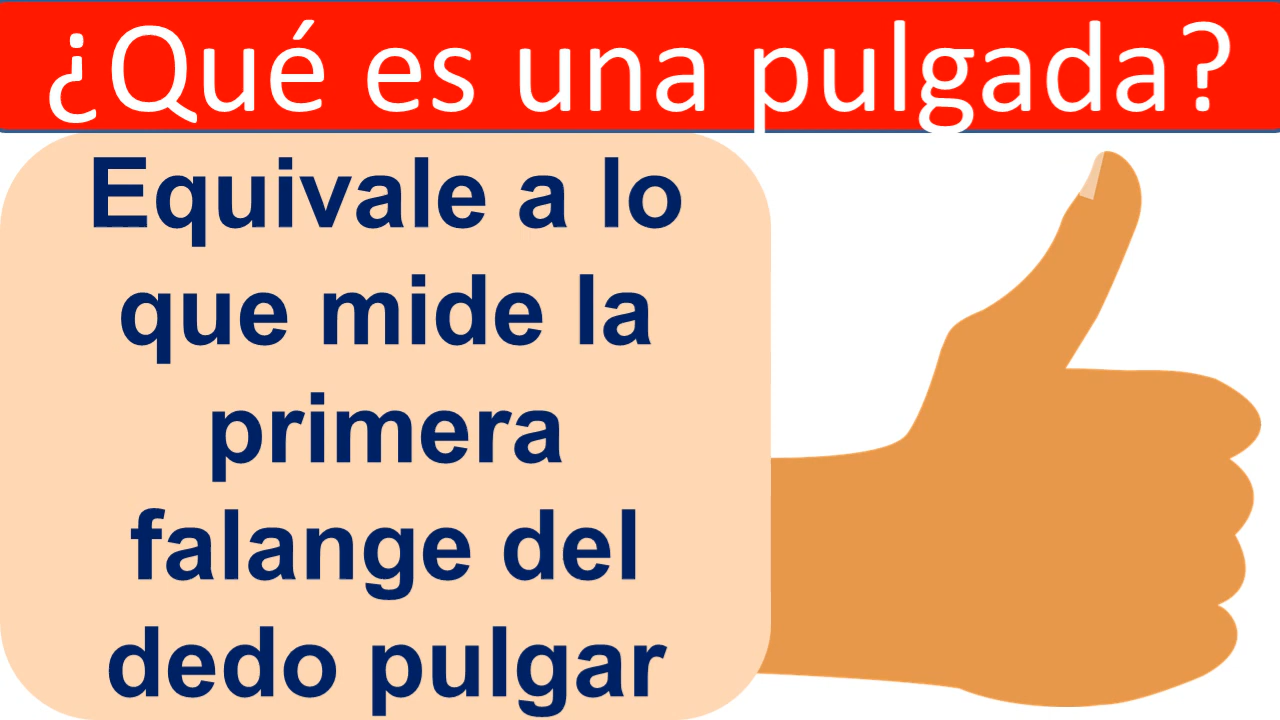 ¿Qué es una pulgada?
Equivale a lo
que mide la
primera
falange del
dedo pulgar